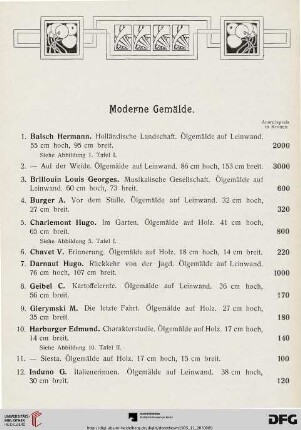 Moderne Gemälde.
Ausrufspreis
in Kronen
1. Baisch Hermann. Holländische Landschaft. Ölgemälde auf Leinwand.
55 cm hoch, 95 cm breit. 2000
Siehe Abbildung 1. Tafel I.
2. — Auf der Weide. Ölgemälde auf Leinwand. 86 cm hoch, 153 cm breit. 3000
3. Brillouin Louis Georges. Musikalische Gesellschaft. Ölgemälde auf
Leinwand. 60 cm hoch, 73 breit. 600
4. Burger A. Vor dem Stalle. Ölgemälde auf Leinwand. 32 cm hoch,
27 cm breit. 320
5. Charlemont Hugo. Im Garten. Ölgemälde auf Holz. 41 cm hoch,
65 cm breit. 800
Siehe Abbildung 5. Tafel I.
6. Chavet V. Erinnerung. Ölgemälde auf Holz. 18 cm hoch, 14 cm breit. 220
7. Darnaut Hugo. Rückkehr von der Jagd. Ölgemälde auf Leinwand.
76 cm hoch, 107 cm breit. 1000
8. Geibel C. Kartoffelernte. Ölgemälde auf Leinwand. 36 cm hoch,
56 cm breit. 170
9. Gierymski M. Die letzte Fahrt. Ölgemälde auf Holz. 27 cm hoch,
35 cm breit. 180
10. Harburger Edmund. Charakterstudie. Ölgemälde auf Holz. 17 cm hoch,
14 cm breit. 140
Siehe Abbildung 10. Tafel II.
11. — Siesta. Ölgemälde auf Holz. 17 cm hoch, 15 cm breit. 100
12. Induno G. Italienerinnen. Ölgemälde auf Leinwand. 38 cm hoch,
30 cm breit. 120
UNIVERSITÄTS-
BIBLIOTHEK
HEIDELBERG
DFG